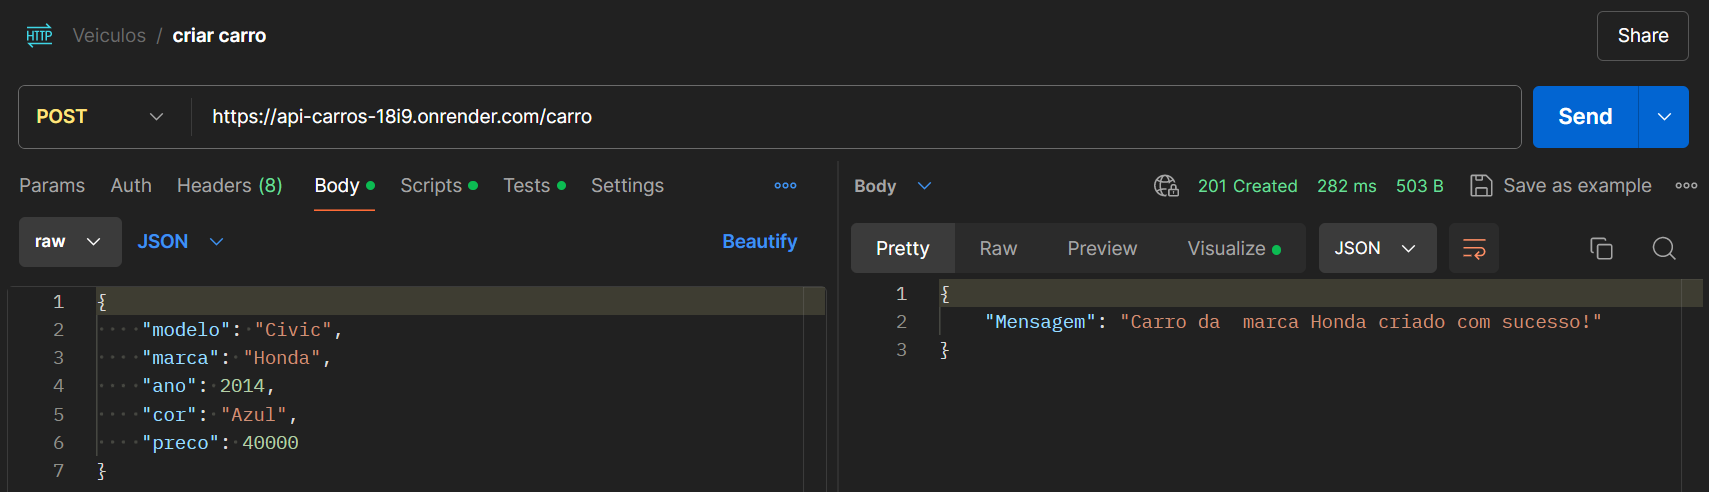 HTTP Veiculos / criar carro
Share
POST https://api-carros-18i9.onrender.com/carro
Send
Params Auth Headers (8) Body Scripts Tests Settings
raw JSON Beautify
1 {
2 "modelo": "Civic",
3 "marca": "Honda",
4 "ano": 2014,
5 "cor": "Azul",
6 "preco": 40000
7 }
Body 201 Created 282 ms 503 B Save as example
Pretty Raw Preview Visualize JSON
1 {
2 "Mensagem": "Carro da  marca Honda criado com sucesso!"
3 }